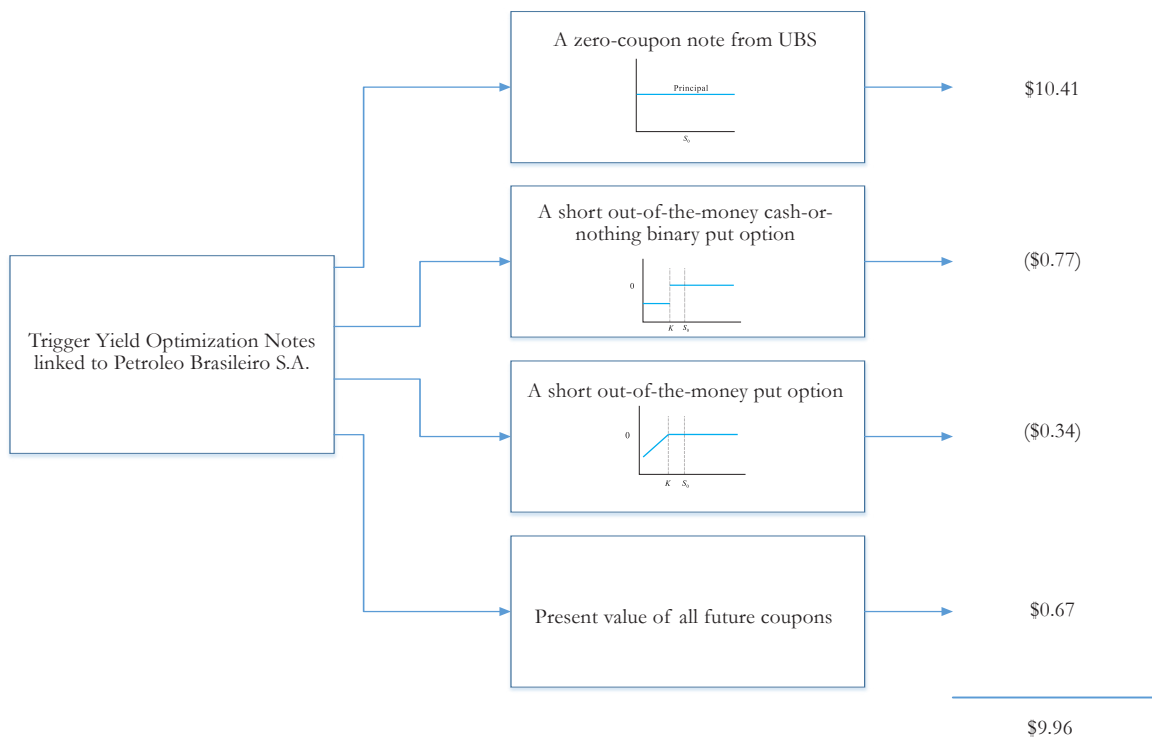 A zero-coupon note from UBS
Principal
S₀
$10.41
A short out-of-the-money cash-or-
nothing binary put option
0
K S₀
($0.77)
Trigger Yield Optimization Notes
linked to Petroleo Brasileiro S.A.
A short out-of-the-money put option
0
K S₀
($0.34)
Present value of all future coupons
$0.67
$9.96